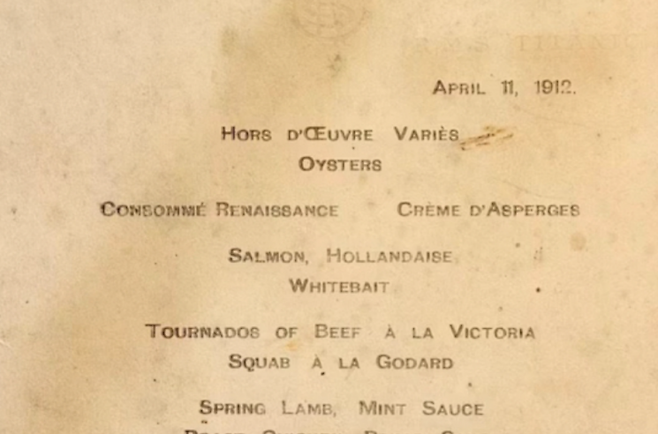 R.M.S. TITANIC
APRIL 11, 1912.
HORS D'ŒUVRE VARIÈS
OYSTERS
CONSOMMÉ RENAISSANCE CRÈME D'ASPERGES
SALMON, HOLLANDAISE
WHITEBAIT
TOURNADOS OF BEEF À LA VICTORIA
SQUAB À LA GODARD
SPRING LAMB, MINT SAUCE